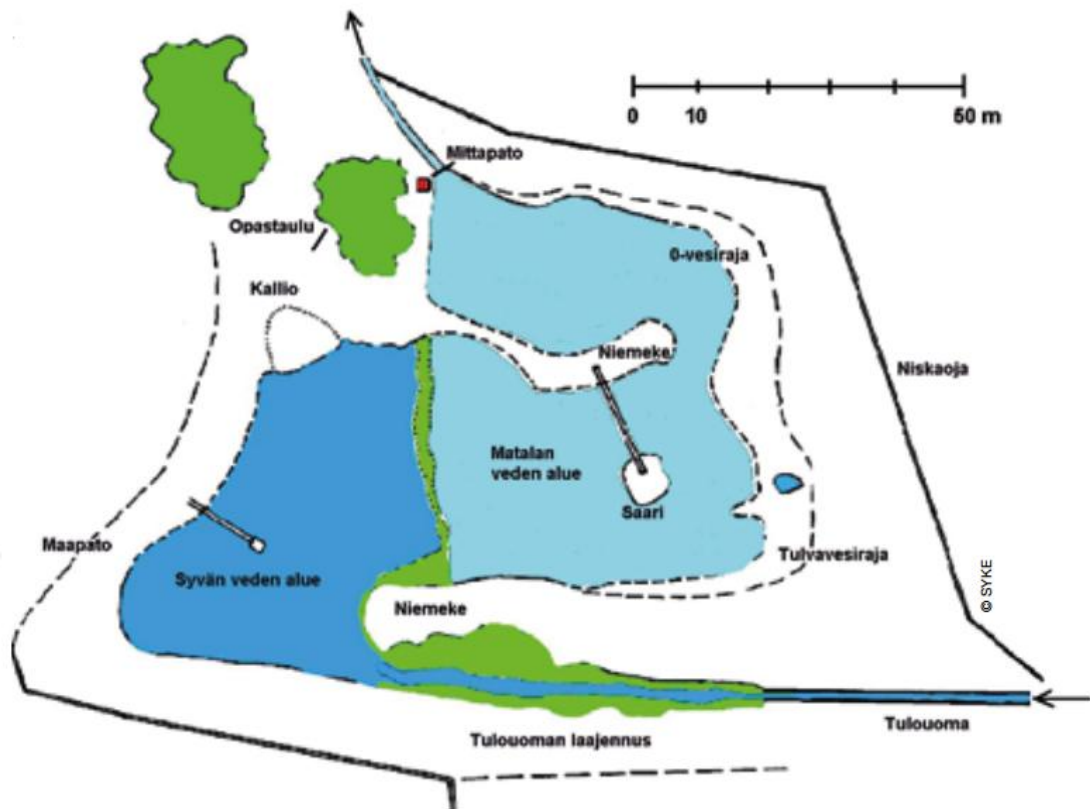 0 10 50 m
Mittapato
Opastaulu
0-vesiraja
Kallio
Niemeke
Niskaoja
Matalan
veden alue
Saari
Maapato
Tulvavesiraja
Syvän veden alue
© SYKE
Niemeke
Tulouoma
Tulouoman laajennus